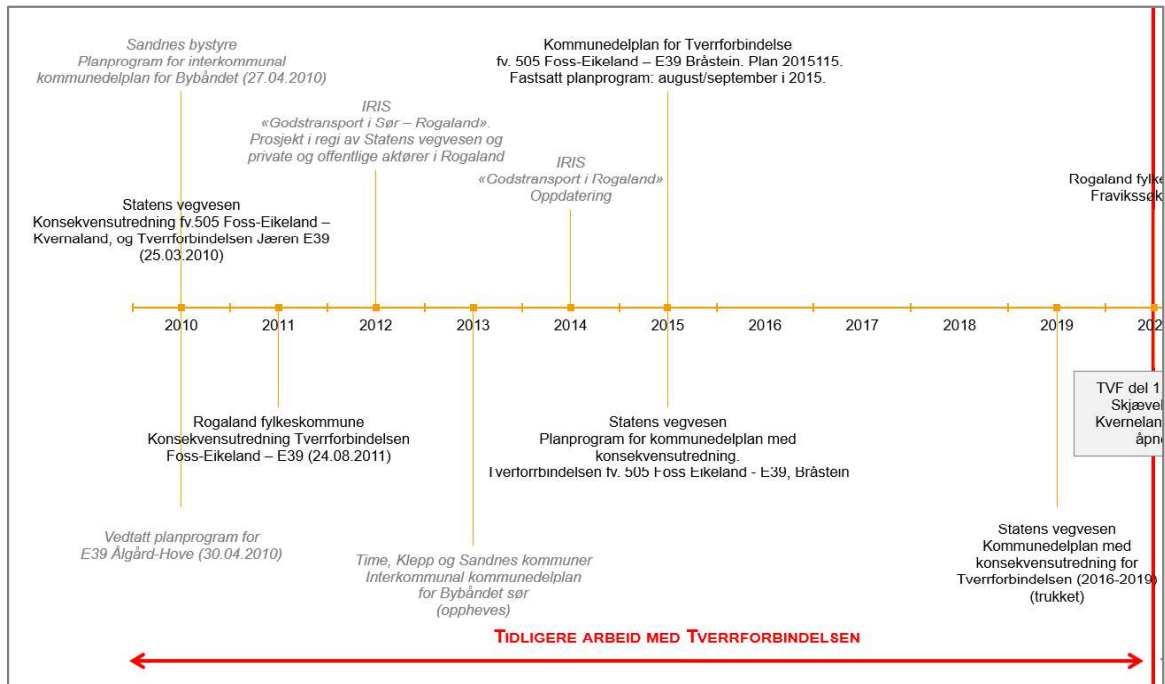 Sandnes bystyre
Planprogram for interkommunal
kommunedelplan for Bybåndet (27.04.2010)
Kommunedelplan for Tverrforbindelse
fv. 505 Foss-Eikeland – E39 Bråstein. Plan 2015115.
Fastsatt planprogram: august/september i 2015.
IRIS
«Godstransport i Sør – Rogaland».
Prosjekt i regi av Statens vegvesen og
private og offentlige aktører i Rogaland
IRIS
«Godstransport i Rogaland»
Oppdatering
Rogaland fylke
Fravikssøk
Statens vegvesen
Konsekvensutredning fv.505 Foss-Eikeland –
Kvernaland, og Tverrforbindelsen Jæren E39
(25.03.2010)
2010 2011 2012 2013 2014 2015 2016 2017 2018 2019 202
TVF del 1
Skjævel
Kvernelan
åpne
Rogaland fylkeskommune
Konsekvensutredning Tverrforbindelsen
Foss-Eikeland – E39 (24.08.2011)
Statens vegvesen
Planprogram for kommunedelplan med
konsekvensutredning.
Tverforbindelsen fv. 505 Foss Eikeland - E39, Bråstein
Vedtatt planprogram for
E39 Ålgård-Hove (30.04.2010)
Time, Klepp og Sandnes kommuner
Interkommunal kommunedelplan
for Bybåndet sør
(oppheves)
Statens vegvesen
Kommunedelplan med
konsekvensutredning for
Tverrforbindelsen (2016-2019)
(trukket)
TIDLIGERE ARBEID MED TVERRFORBINDELSEN